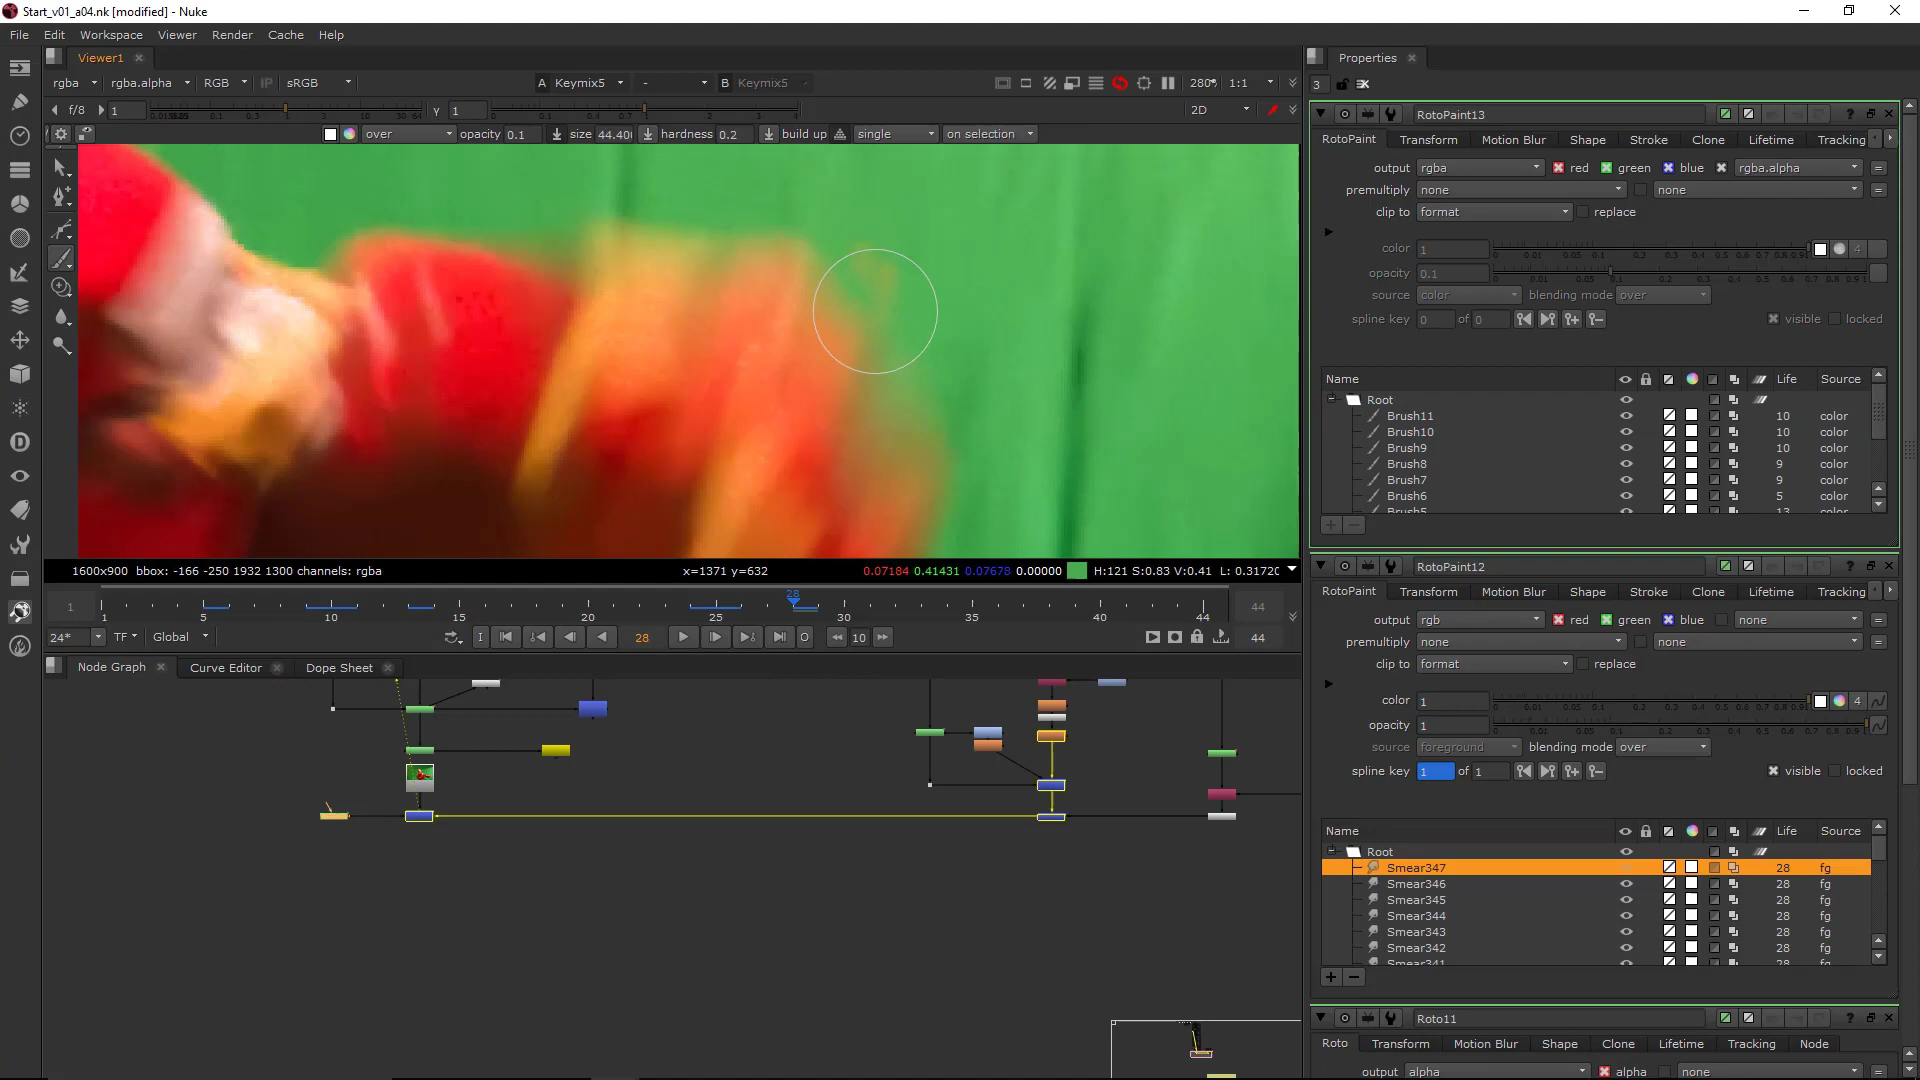 Start_v01_a04.nk [modified] - Nuke
File Edit Workspace Viewer Render Cache Help
Viewer1
Properties
rgba rgba.alpha RGB IP sRGB A Keymix5 - B Keymix5 280* 1:1
3
f/8 1 Y 1 2D
RotoPaint13
over opacity 0.1 size 44.40 hardness 0.2 build up single on selection
RotoPaint Transform Motion Blur Shape Stroke Clone Lifetime Tracking
output rgba red green blue rgba.alpha =
premultiply none none =
clip to format replace
color 1 4
opacity 0.1
source color blending mode over
spline key 0 of 0 visible locked
Name Life Source
Root
Brush11 10 color
Brush10 10 color
Brush9 10 color
Brush8 9 color
Brush7 9 color
Brush6 5 color
Brush5 13 color
1600x900 bbox: -166 -250 1932 1300 channels: rgba x=1371 y=632 0.07184 0.41431 0.07678 0.00000 H:121 S:0.83 V:0.41 L: 0.3172
1 5 10 15 20 28 30 35 40 44 44
24* TF Global I 28 O 10 44
Node Graph Curve Editor Dope Sheet
RotoPaint12
RotoPaint Transform Motion Blur Shape Stroke Clone Lifetime Tracking
output rgb red green blue none =
premultiply none none =
clip to format replace
color 1 4
opacity 1
source foreground blending mode over
spline key 1 of 1 visible locked
Name Life Source
Root
Smear347 28 fg
Smear346 28 fg
Smear345 28 fg
Smear344 28 fg
Smear343 28 fg
Smear342 28 fg
Smear341 28 fg
Roto11
Roto Transform Motion Blur Shape Clone Lifetime Tracking Node
output alpha alpha none